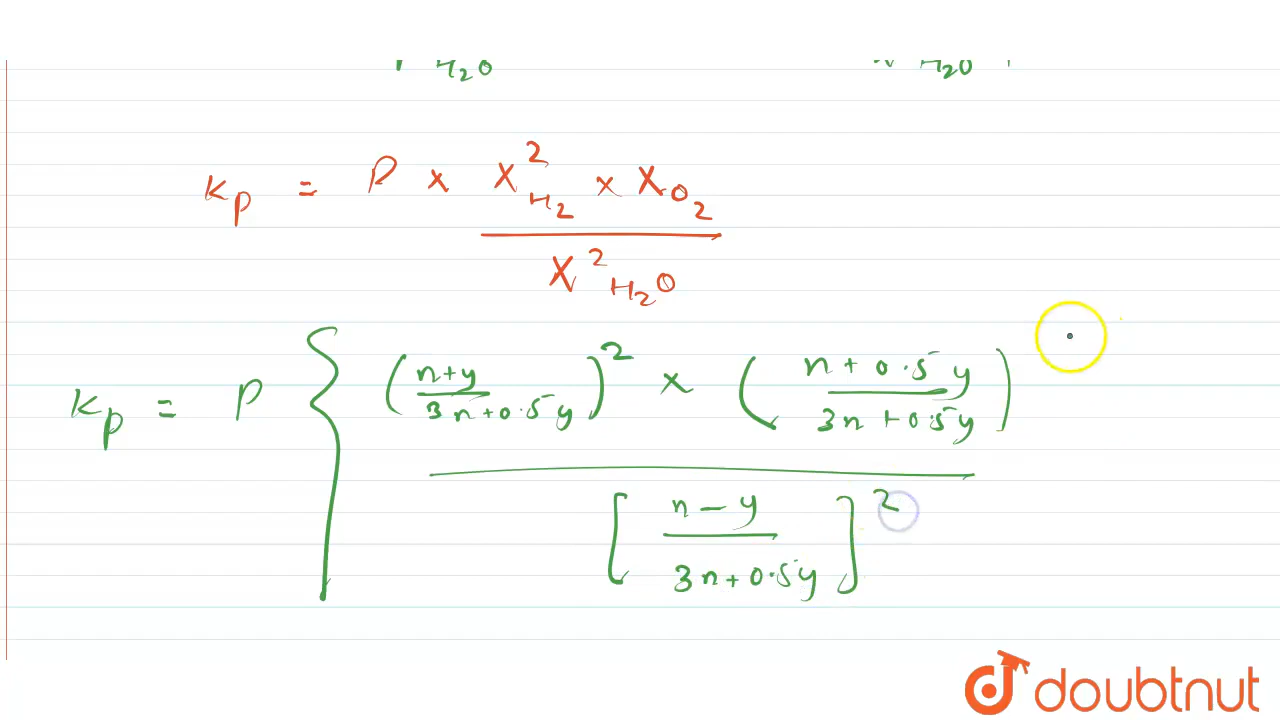 H₂O H₂O
Kp = P × X²H₂ × XO₂
X²H₂O
Kp = P { ((n+y)/(3n+0.5y))² × ((n+0.5y)/(3n+0.5y))
[(n-y)/(3n+0.5y)]²
doubtnut